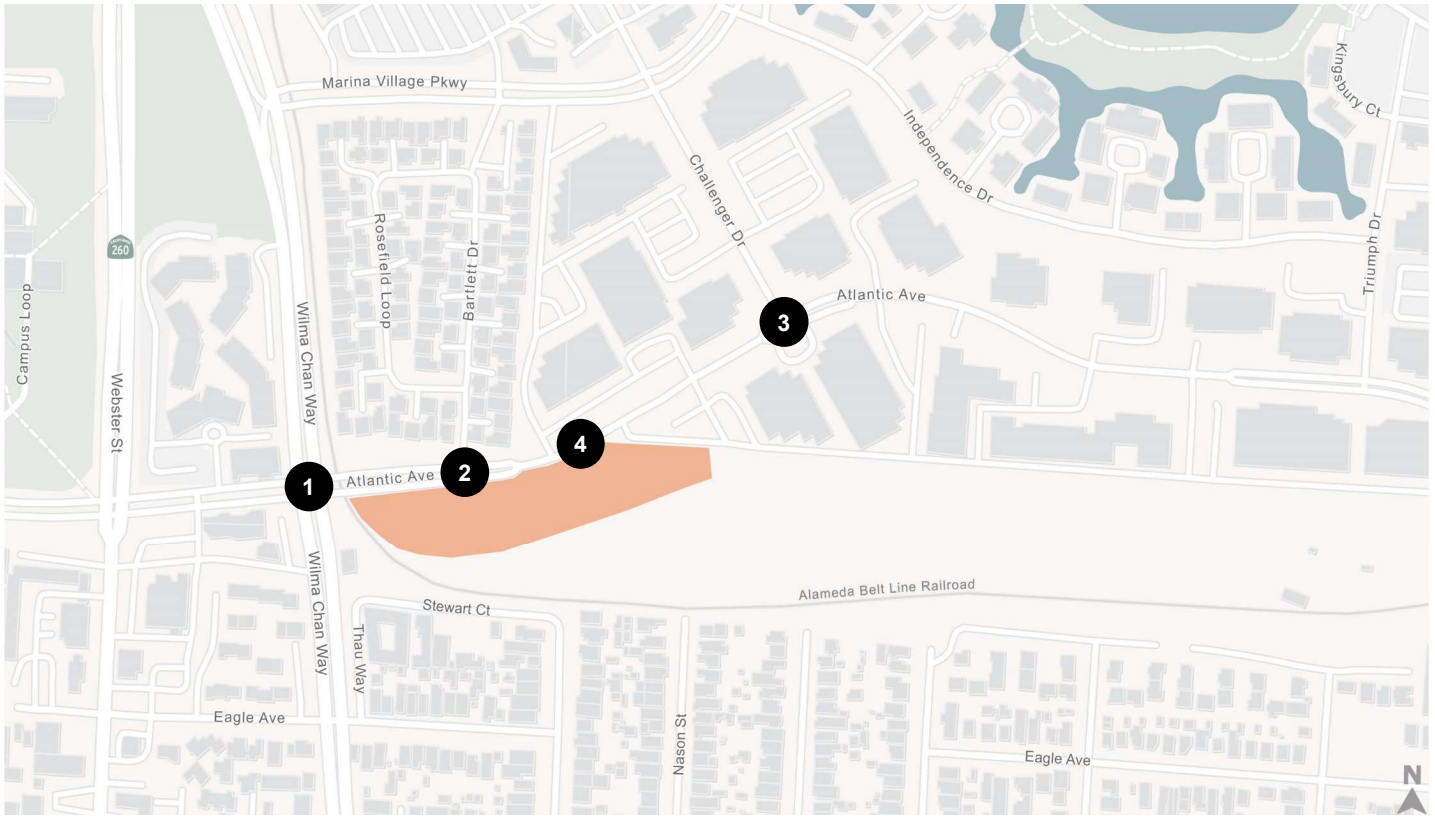 Marina Village Pkwy
Kingsbury Ct
Independence Dr
Challenger Dr
CALIFORNIA
260
Rosefield Loop
Bartlett Dr
Triumph Dr
Campus Loop
Webster St
Wilma Chan Way
Atlantic Ave
3
4
Atlantic Ave
2
1
Wilma Chan Way
Alameda Belt Line Railroad
Stewart Ct
Thau Way
Eagle Ave
Nason St
Eagle Ave
N